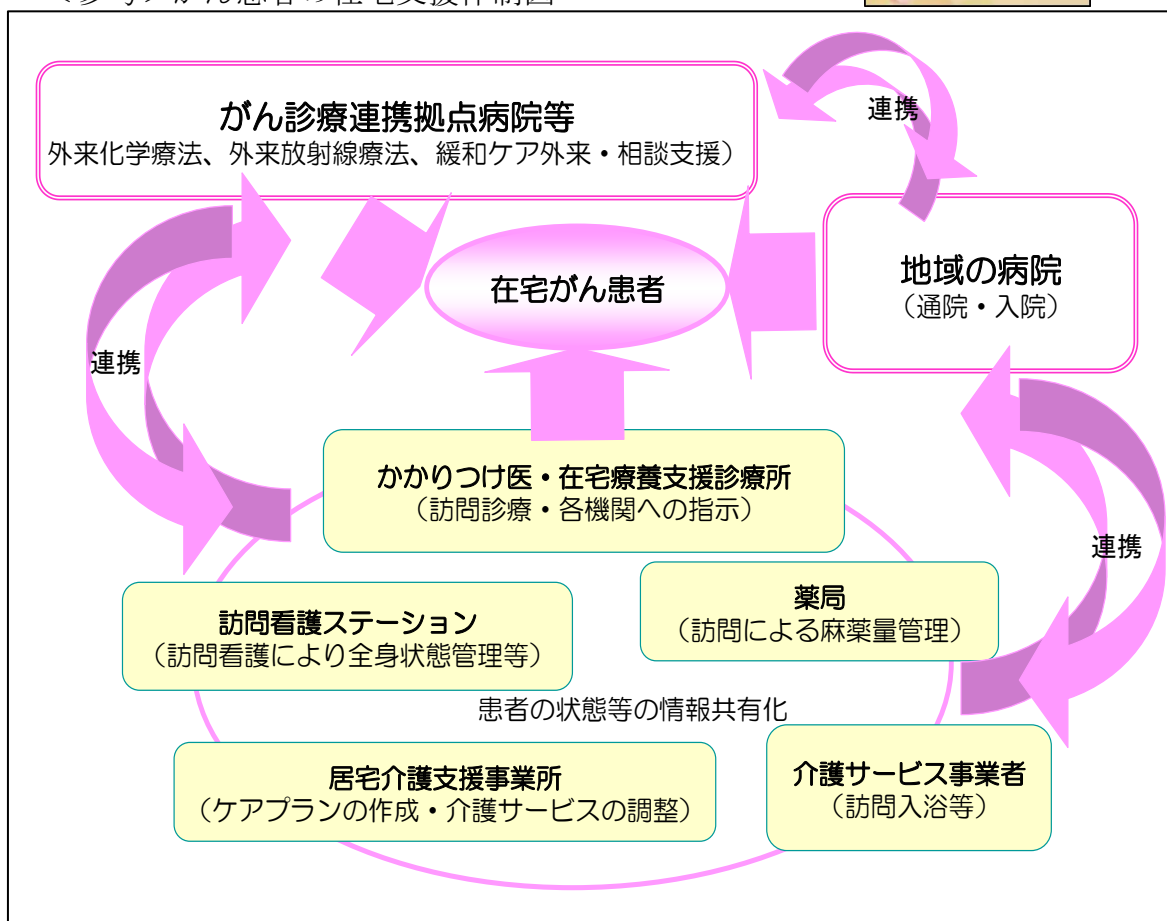 がん診療連携拠点病院等
外来化学療法、外来放射線療法、緩和ケア外来・相談支援）
連携
地域の病院
（通院・入院）
在宅がん患者
連携
かかりつけ医・在宅療養支援診療所
（訪問診療・各機関への指示）
連携
訪問看護ステーション
（訪問看護により全身状態管理等）
薬局
（訪問による麻薬量管理）
患者の状態等の情報共有化
居宅介護支援事業所
（ケアプランの作成・介護サービスの調整）
介護サービス事業者
（訪問入浴等）